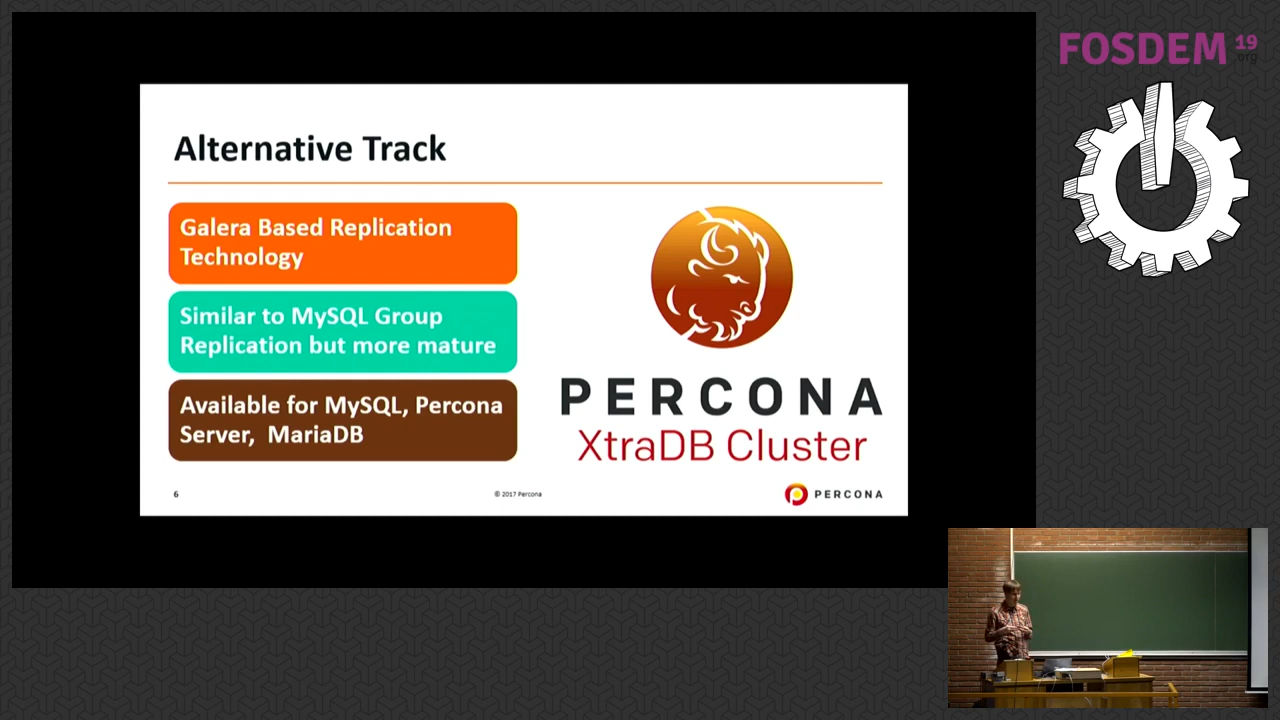 FOSDEM 19
.org
Alternative Track
Galera Based Replication
Technology
Similar to MySQL Group
Replication but more mature
Available for MySQL, Percona
Server,  MariaDB
PERCONA
XtraDB Cluster
6
© 2017 Percona
PERCONA